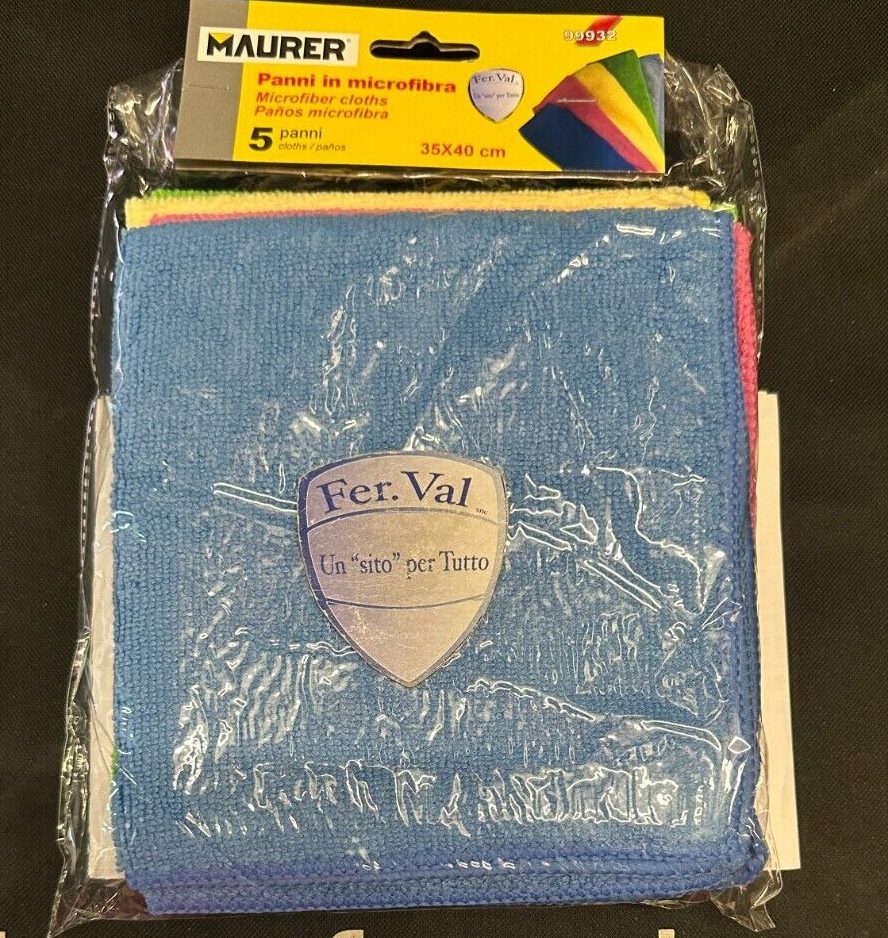 MAURER
99932
Panni in microfibra
Microfiber cloths
Paños microfibra
5 panni
cloths / paños
35X40 cm
Fer. Val.
Un "sito" per Tutto
Fer. Val
snc
Un "sito" per Tutto